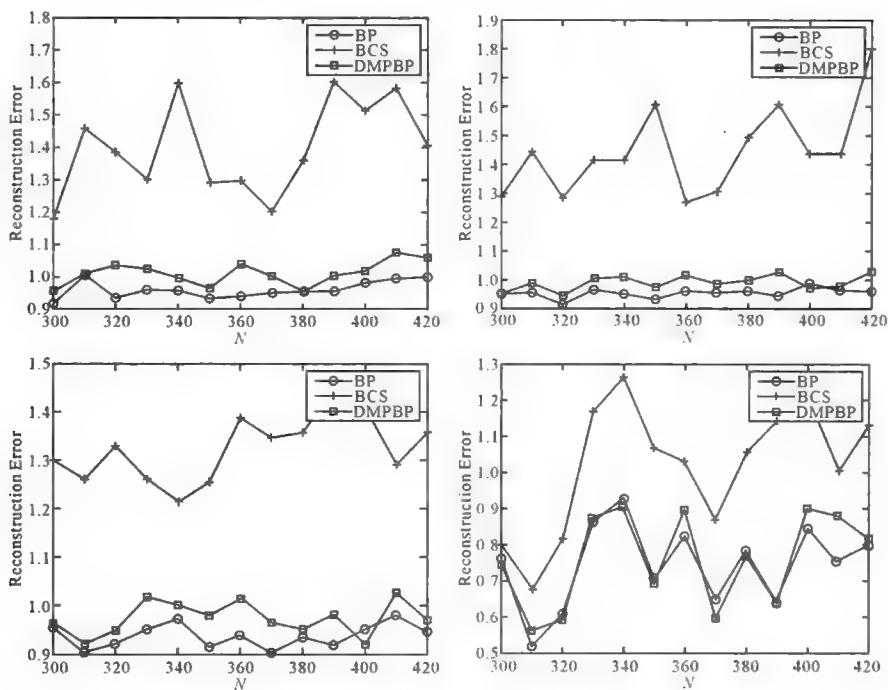 Reconstruction Error
1.8
1.7
1.6
1.5
1.4
1.3
1.2
1.1
1.0
0.9
300 320 340 360 380 400 420
N
BP
BCS
DMPBP
Reconstruction Error
1.9
1.8
1.7
1.6
1.5
1.4
1.3
1.2
1.1
1.0
0 9
300 320 340 360 380 400 420
N
BP
BCS
DMPBP
Reconstruction Error
1.5
1.4
1.3
1.2
1.1
1.0
0.9
300 320 340 360 380 400 420
N
BP
BCS
DMPBP
Reconstruction Error
1.3
1.2
1.1
1.0
0.9
0.8
0.7
0.6
0.5
300 320 340 360 380 400 420
N
BP
BCS
DMPBP